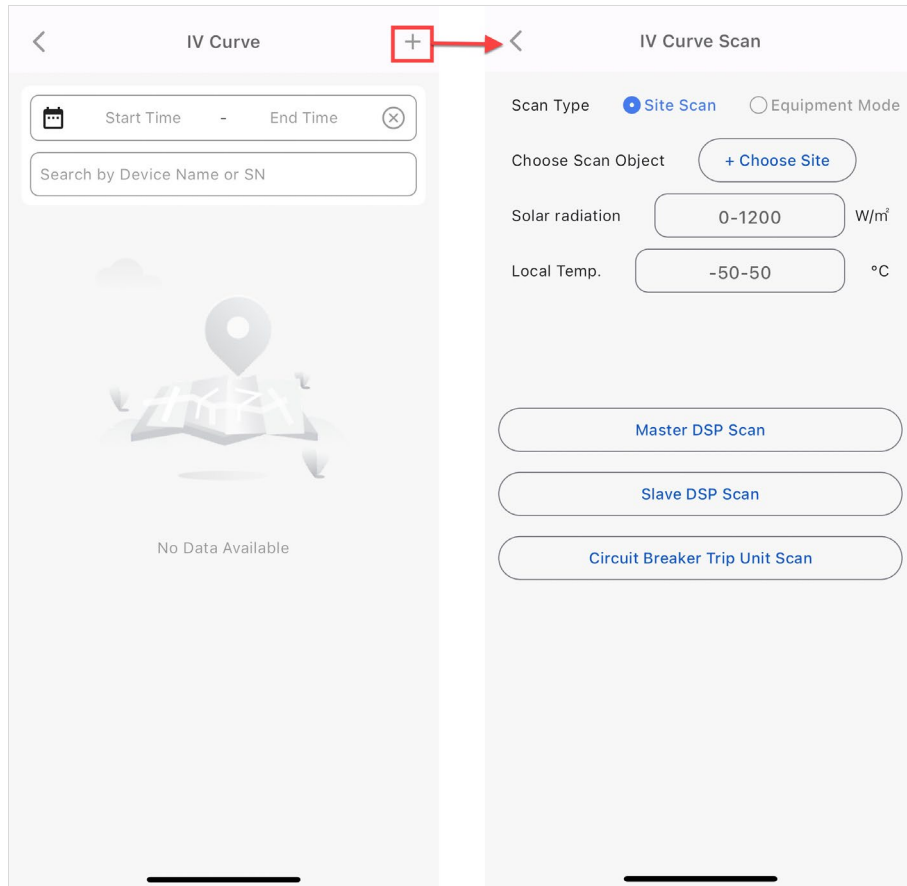 IV Curve
Start Time - End Time
Search by Device Name or SN
No Data Available
IV Curve Scan
Scan Type Site Scan Equipment Mode
Choose Scan Object + Choose Site
Solar radiation 0-1200 W/㎡
Local Temp. -50-50 °C
Master DSP Scan
Slave DSP Scan
Circuit Breaker Trip Unit Scan